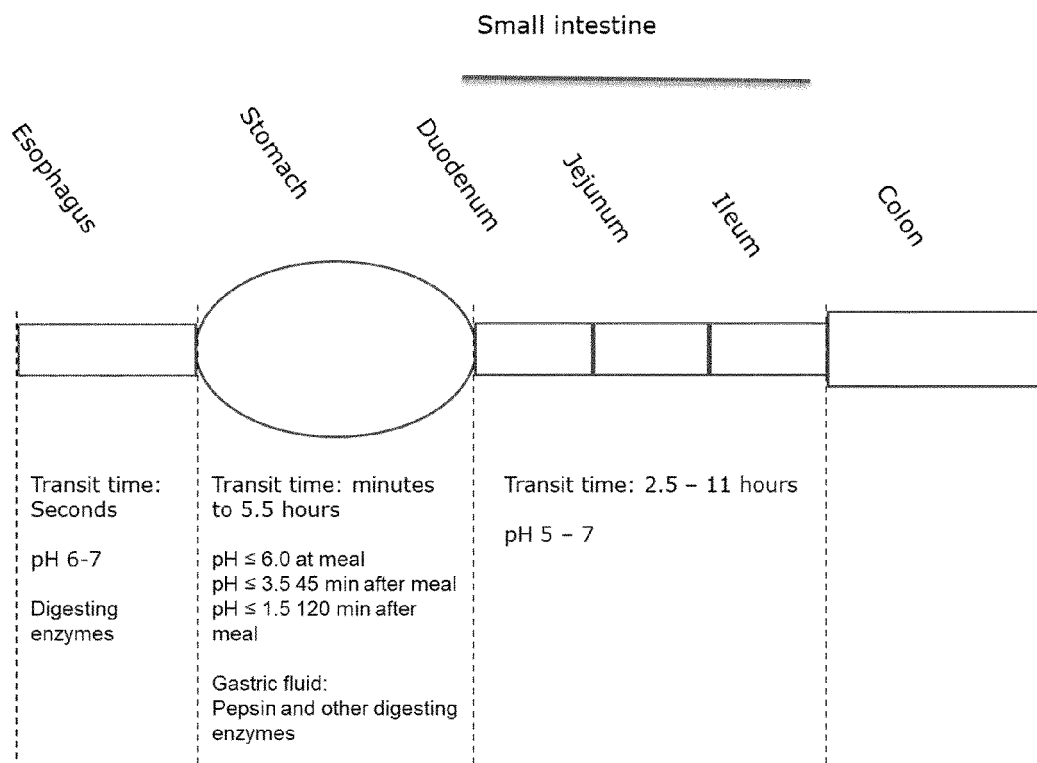 Small intestine
Esophagus
Stomach
Duodenum
Jejunum
Ileum
Colon
Transit time:
Seconds
pH 6-7
Digesting
enzymes
Transit time: minutes
to 5.5 hours
pH ≤ 6.0 at meal
pH ≤ 3.5 45 min after meal
pH ≤ 1.5 120 min after
meal
Gastric fluid:
Pepsin and other digesting
enzymes
Transit time: 2.5 – 11 hours
pH 5 – 7